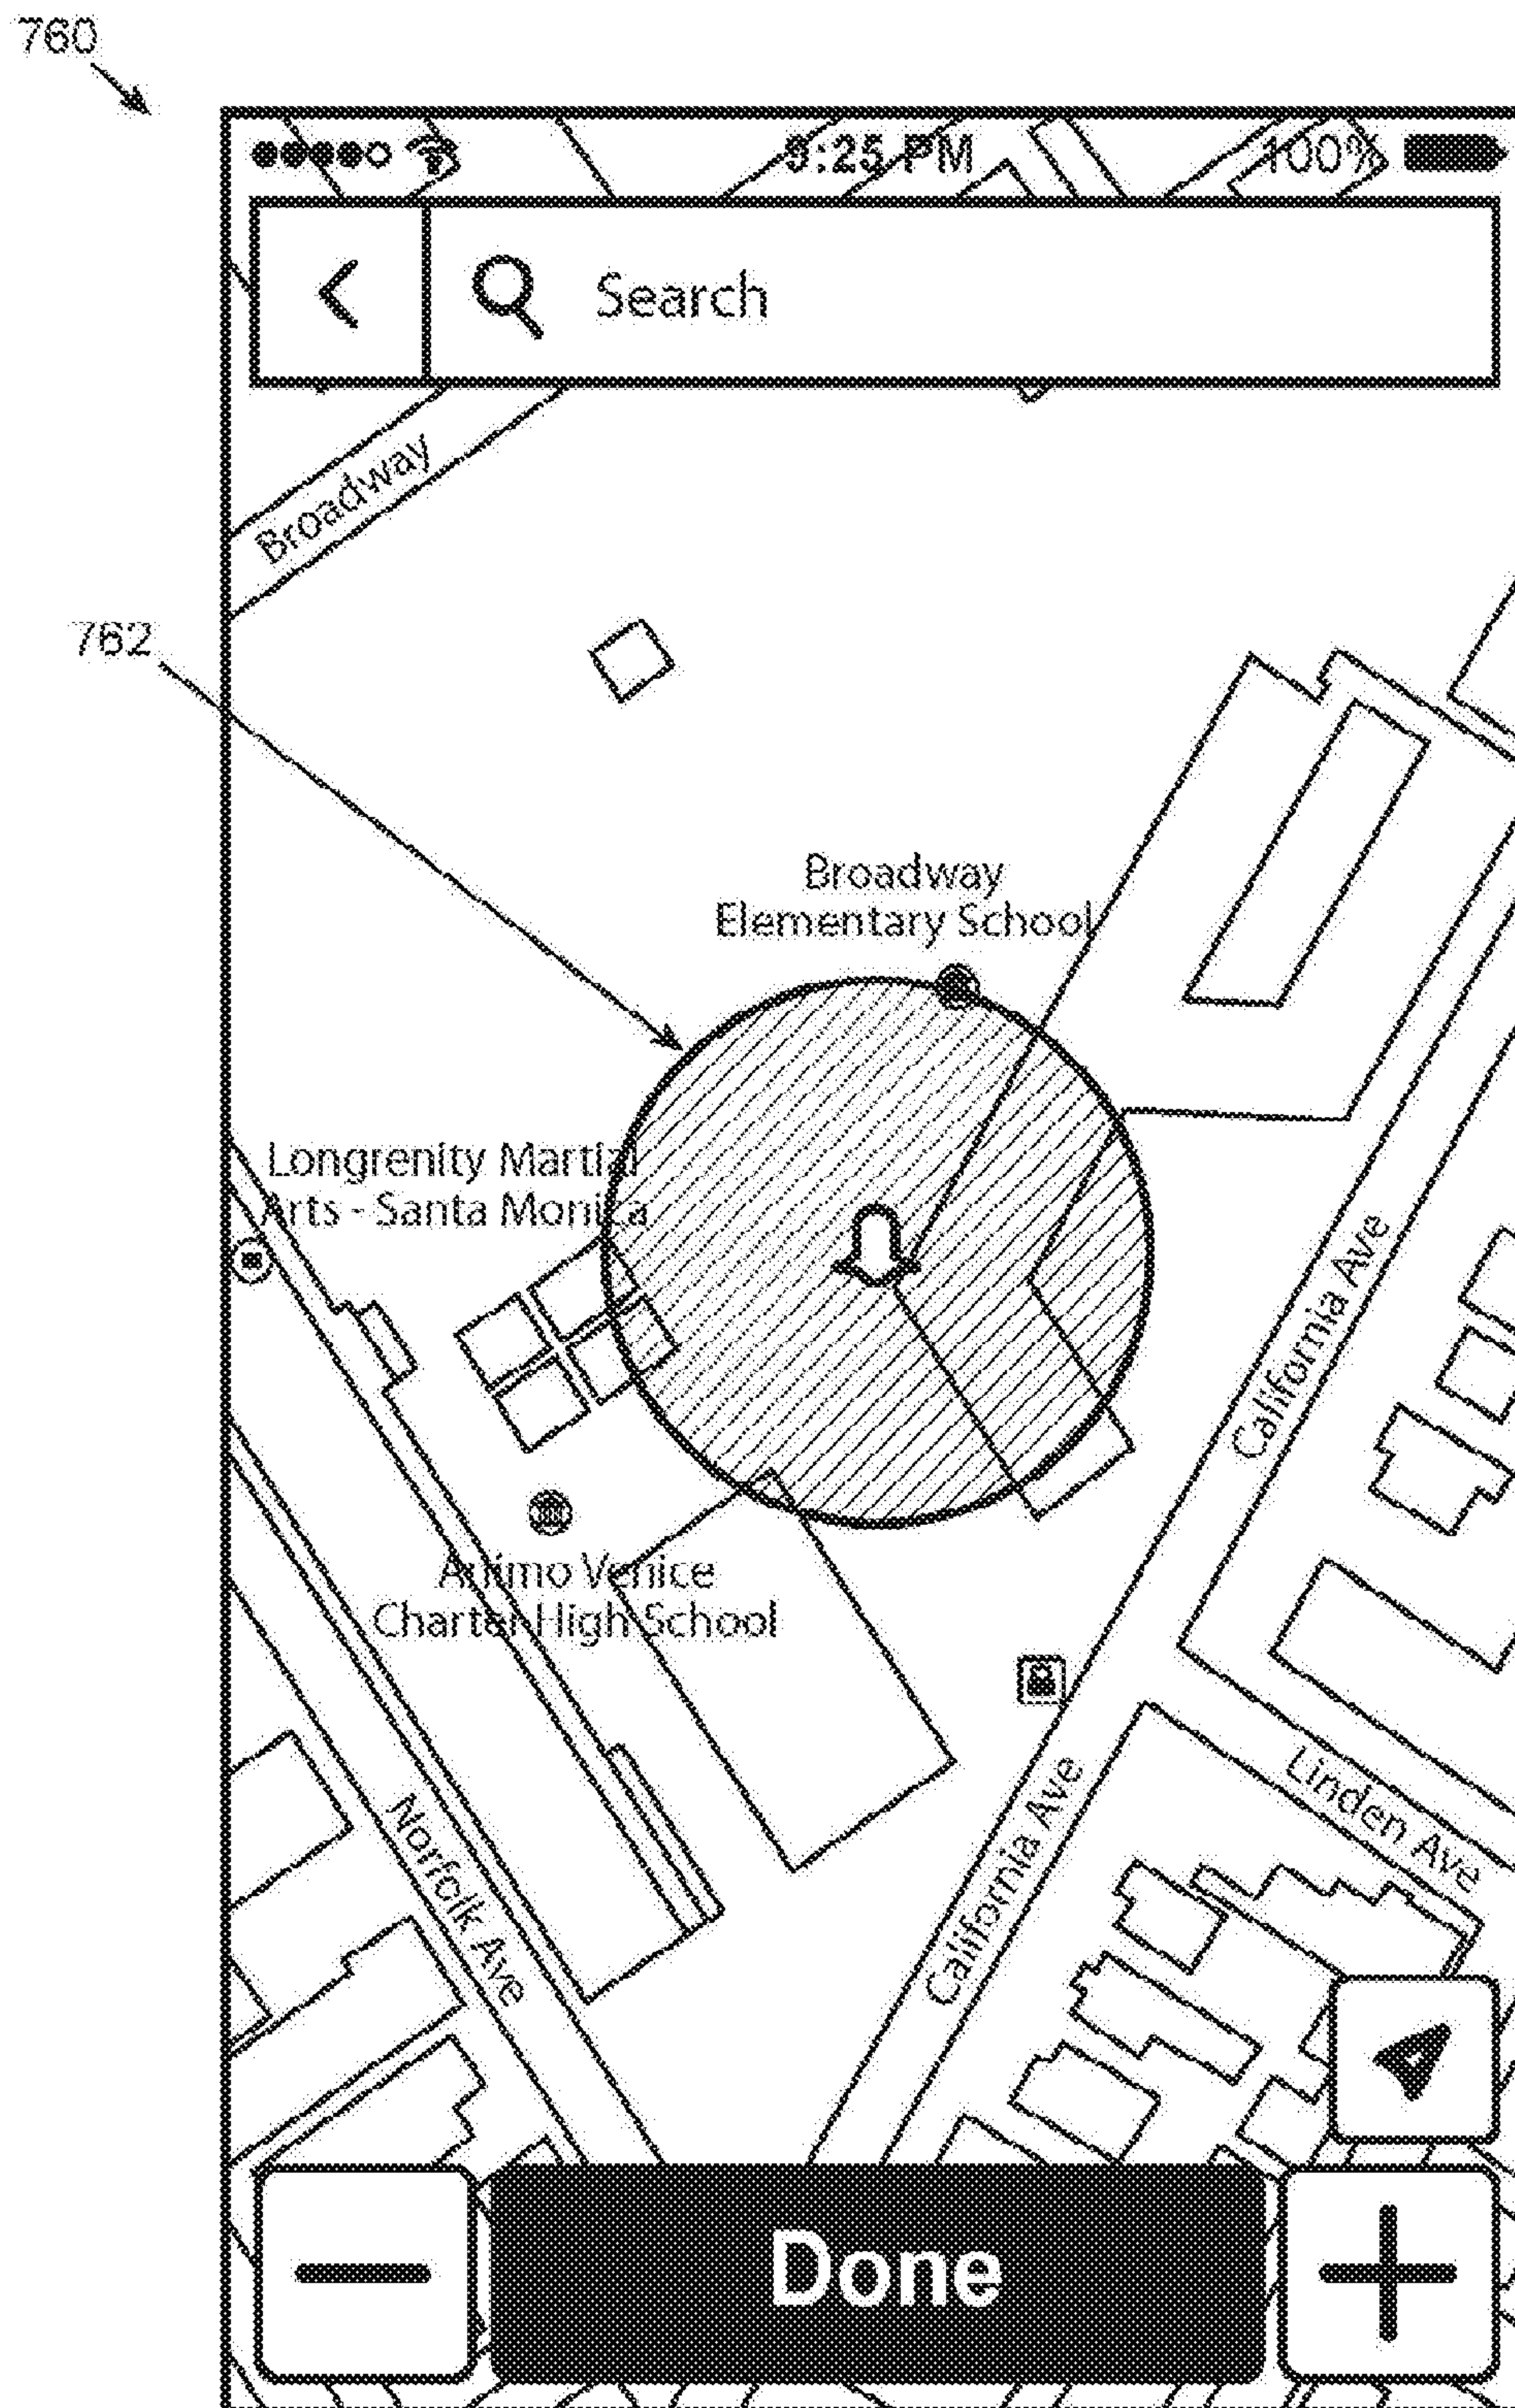 760
9:25 PM
100%
Search
Broadway
762
Broadway
Elementary School
Longrenity Martial
Arts - Santa Monica
California Ave
Animo Venice
Charter High School
Linden Ave
Norfolk Ave
California Ave
Done